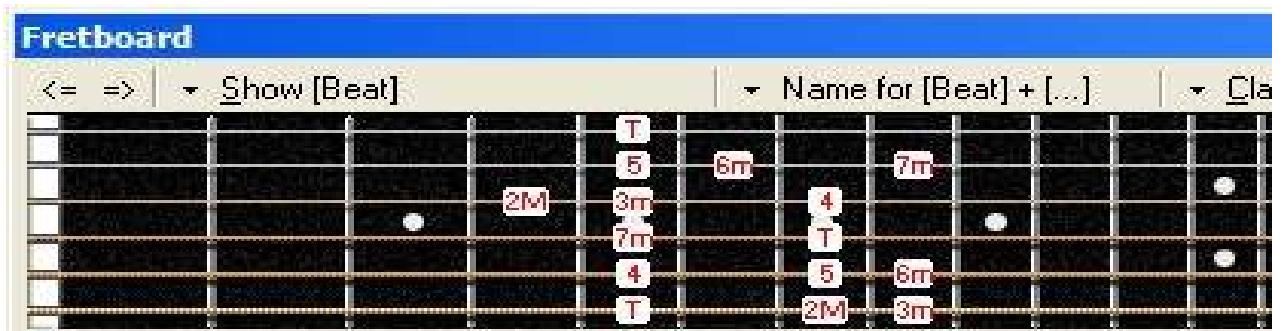 Fretboard
<= => Show [Beat] Name for [Beat] + [...] Cla
T
5 6m 7m
2M 3m 4
7m T
4 5 6m
T 2M 3m